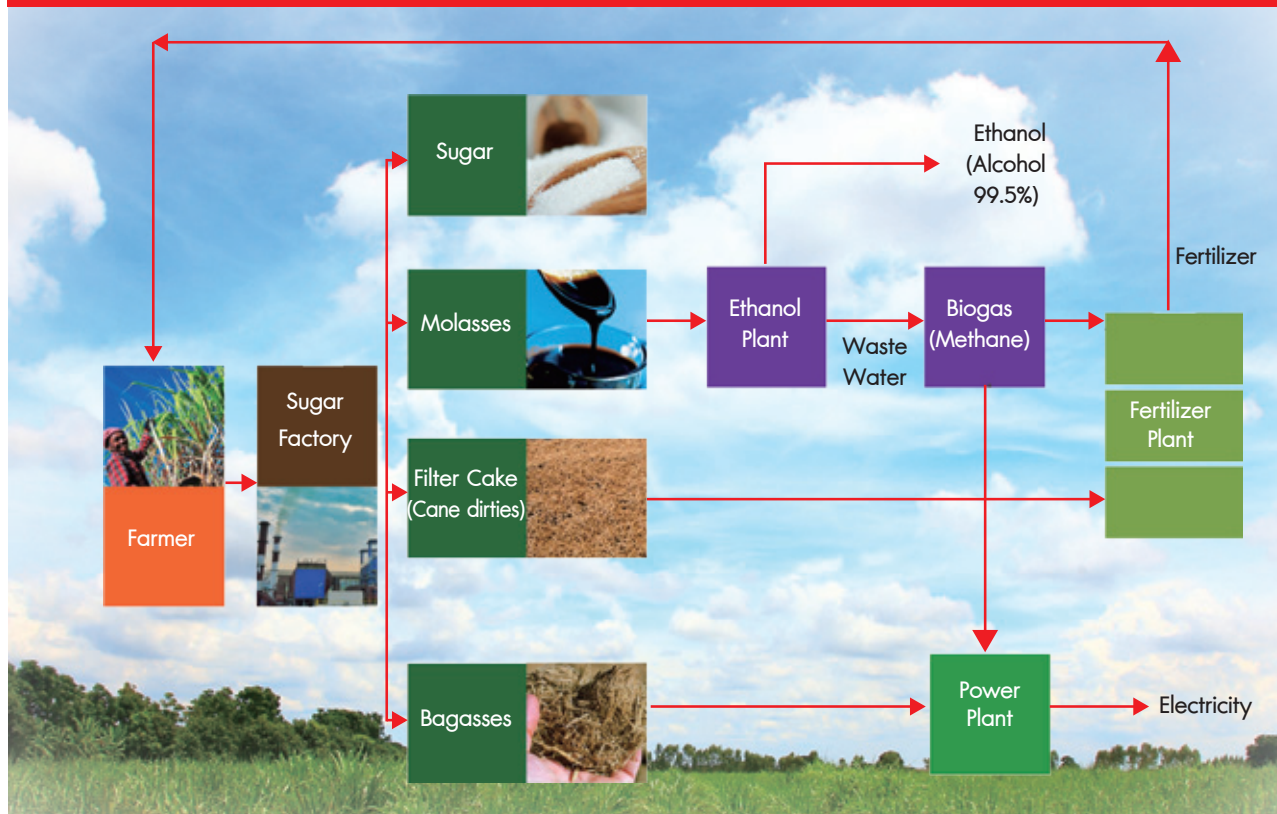 Sugar
Ethanol
(Alcohol
99.5%)
Fertilizer
Molasses
Ethanol
Plant
Waste
Water
Biogas
(Methane)
Sugar
Factory
Fertilizer
Plant
Filter Cake
(Cane dirties)
Farmer
Bagasses
Power
Plant
Electricity